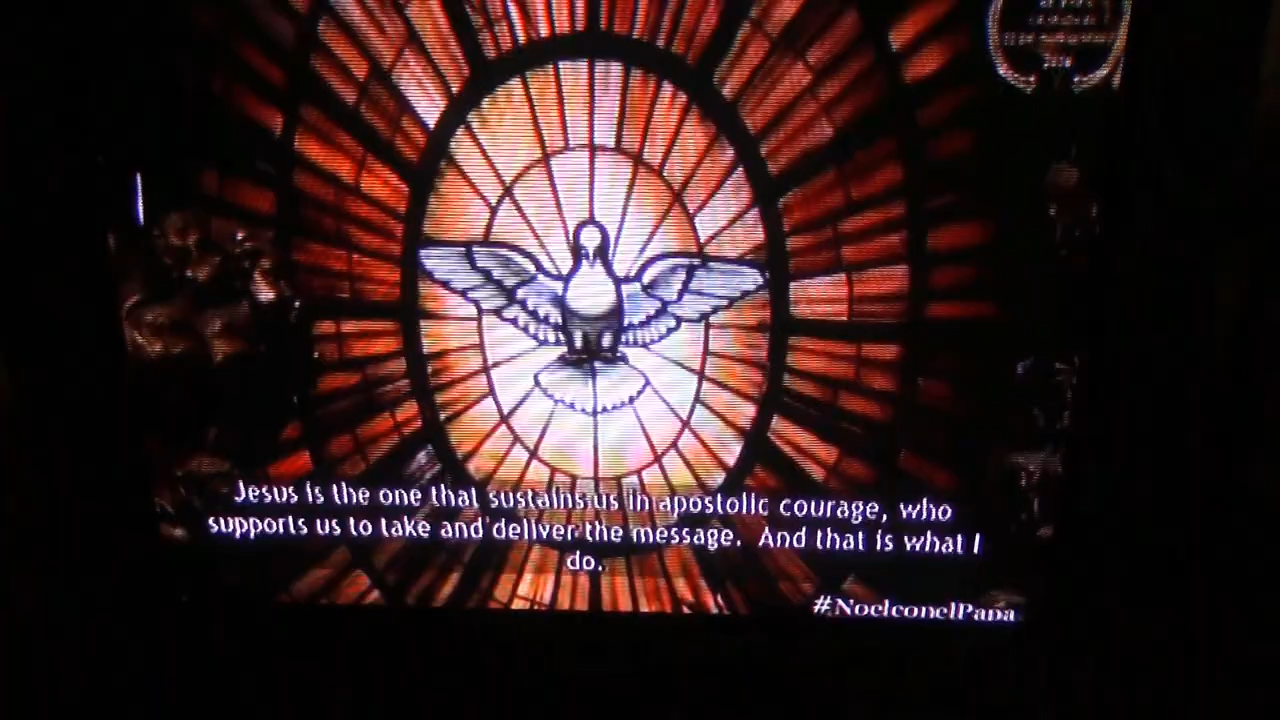 Jesus is the one that sustains us in apostolic courage, who
supports us to take and deliver the message.  And that is what I
do.
#NoelconelPapa